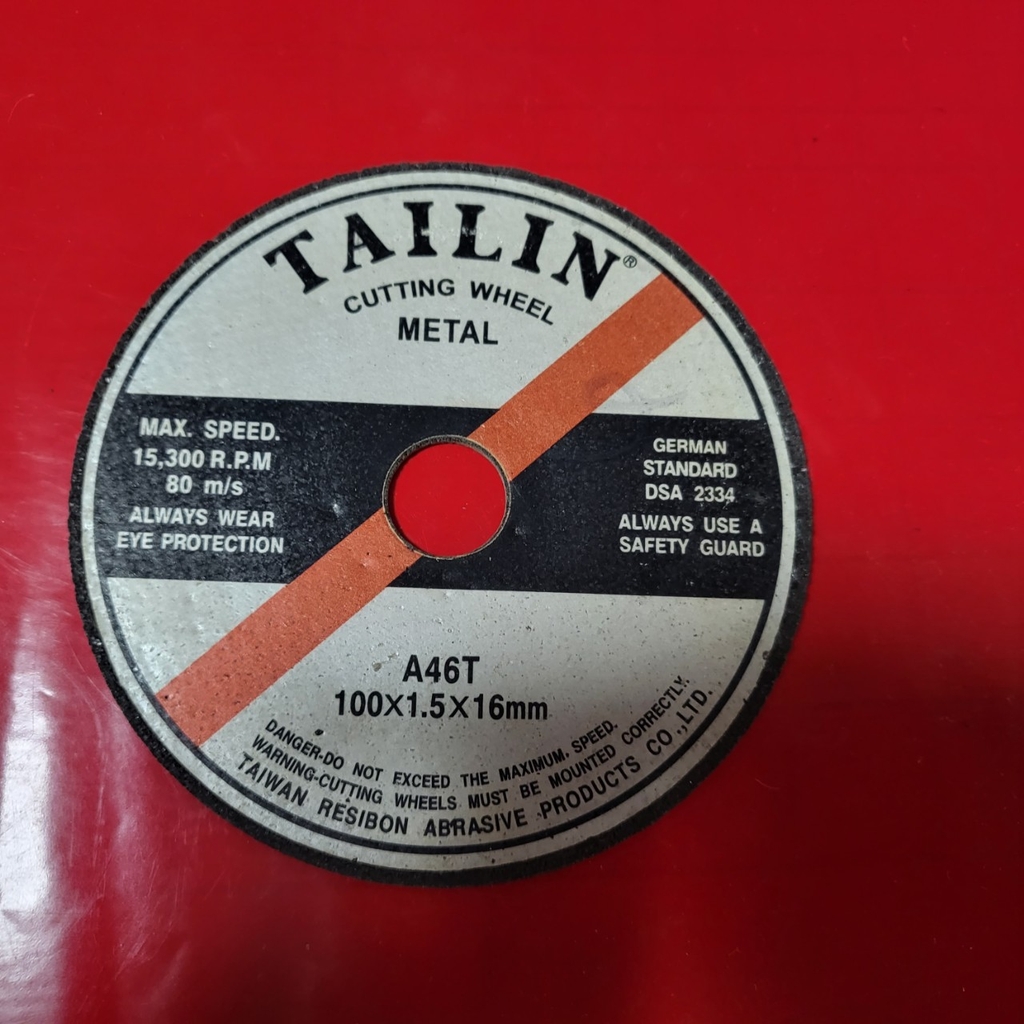 TAILIN®
CUTTING WHEEL
METAL
MAX. SPEED.
15,300 R.P.M
80 m/s
ALWAYS WEAR
EYE PROTECTION
GERMAN
STANDARD
DSA 2334
ALWAYS USE A
SAFETY GUARD
A46T
100X1.5X16mm
DANGER-DO NOT EXCEED THE MAXIMUM. SPEED.
WARNING-CUTTING WHEELS MUST BE MOUNTED CORRECTLY.
TAIWAN RESIBON ABRASIVE PRODUCTS CO.,LTD.